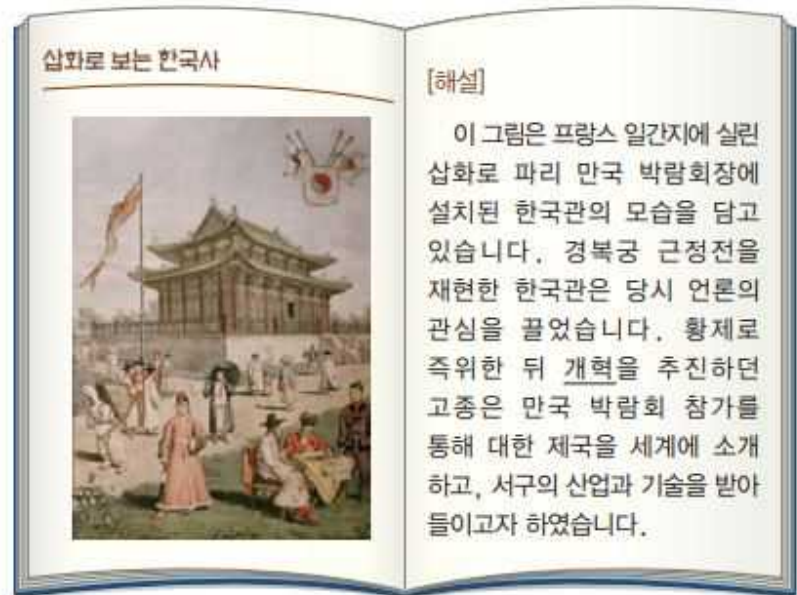 삽화로 보는 한국사
[해설]
이 그림은 프랑스 일간지에 실린
삽화로 파리 만국 박람회장에
설치된 한국관의 모습을 담고
있습니다. 경복궁 근정전을
재현한 한국관은 당시 언론의
관심을 끌었습니다. 황제로
즉위한 뒤 개혁을 추진하던
고종은 만국 박람회 참가를
통해 대한 제국을 세계에 소개
하고, 서구의 산업과 기술을 받아
들이고자 하였습니다.